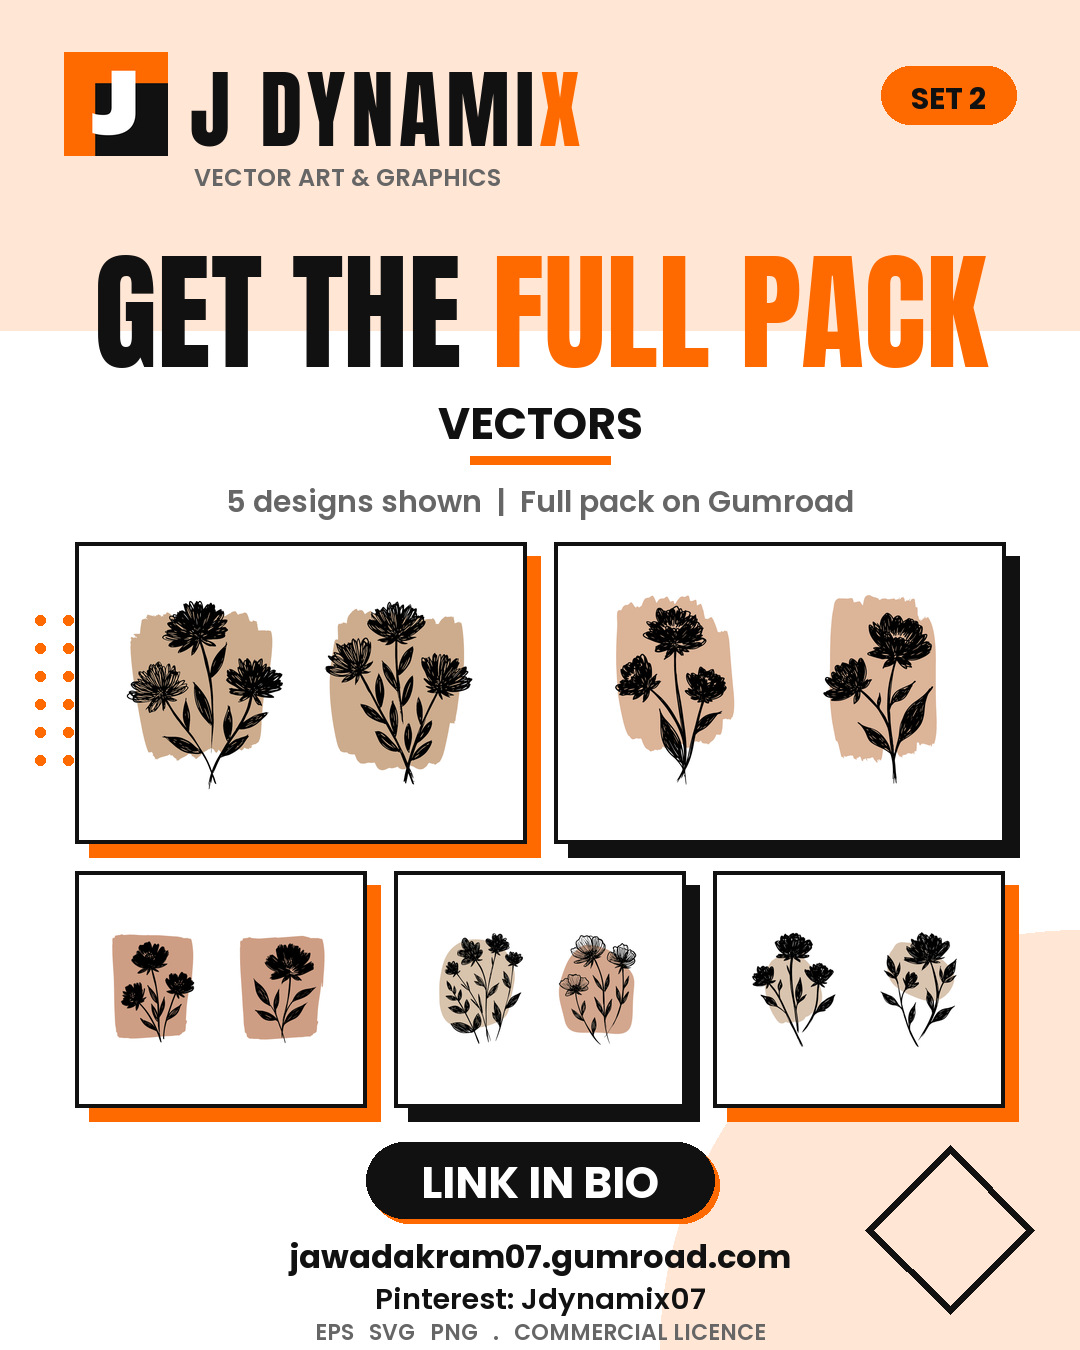 J
J DYNAMIX
VECTOR ART & GRAPHICS
SET 2
GET THE FULL PACK
VECTORS
5 designs shown | Full pack on Gumroad
LINK IN BIO
jawadakram07.gumroad.com
Pinterest: Jdynamix07
EPS SVG PNG . COMMERCIAL LICENCE